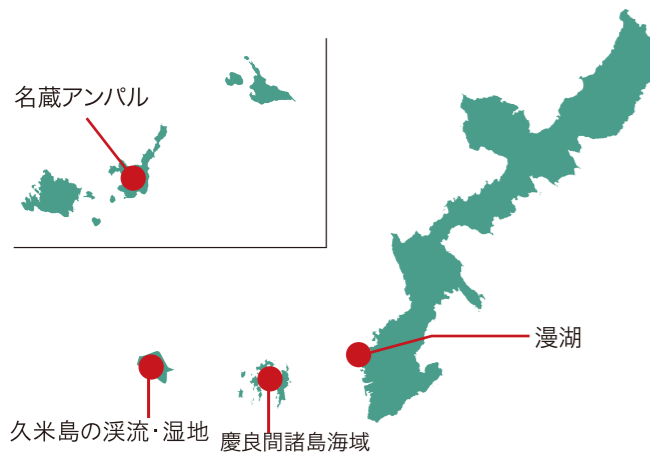 名蔵アンパル
漫湖
久米島の渓流・湿地
慶良間諸島海域